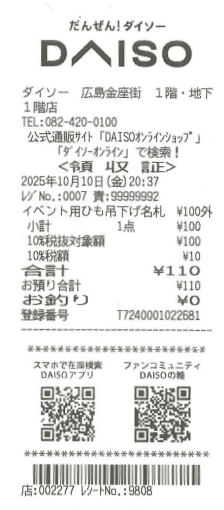 だんぜん!ダイソー
DAISO
ダイソー　広島金座街　1階・地下
1階店
TEL:082-420-0100
公式通販サイト「DAISOオンラインショップ」
「ダイソーオンライン」で検索!
<領 収 証>
2025年10月10日(金)20:37
レジNo.:0007 責:99999992
イベント用ひも吊下げ名札 ¥100外
小計 1点 ¥100
10%税抜対象額 ¥100
10%税額 ¥10
合計 ¥110
お預り合計 ¥110
お釣り ¥0
登録番号 T7240001022681
スマホで在庫検索 ファンコミュニティ
DAISOアプリ DAISOの輪
店:002277 レシートNo.:9808